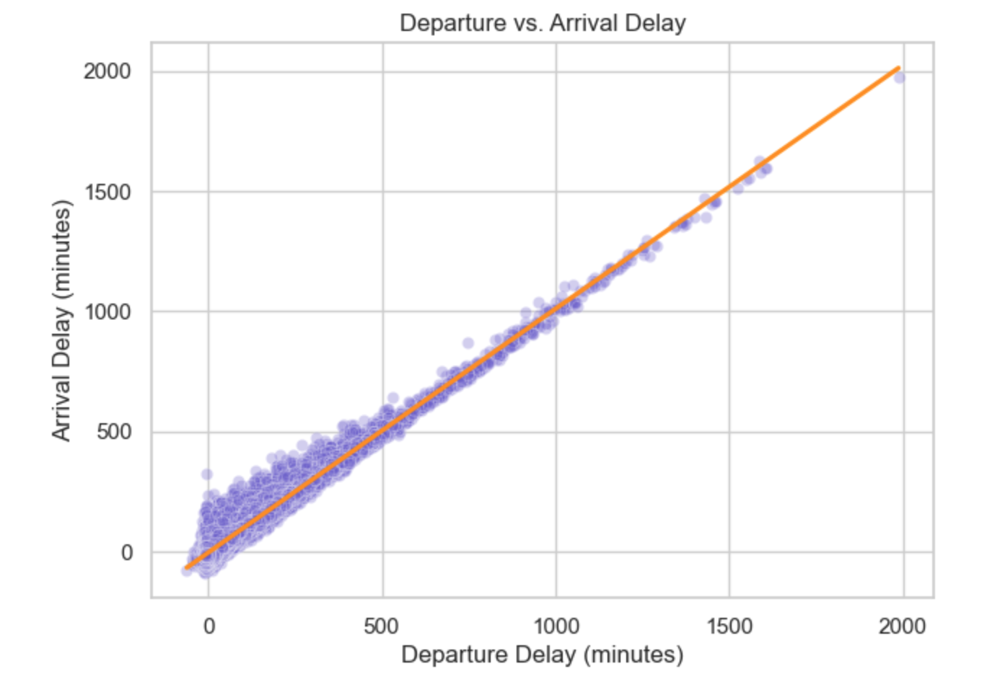 Departure vs. Arrival Delay
2000
1500
1000
500
0
Arrival Delay (minutes)
0 500 1000 1500 2000
Departure Delay (minutes)